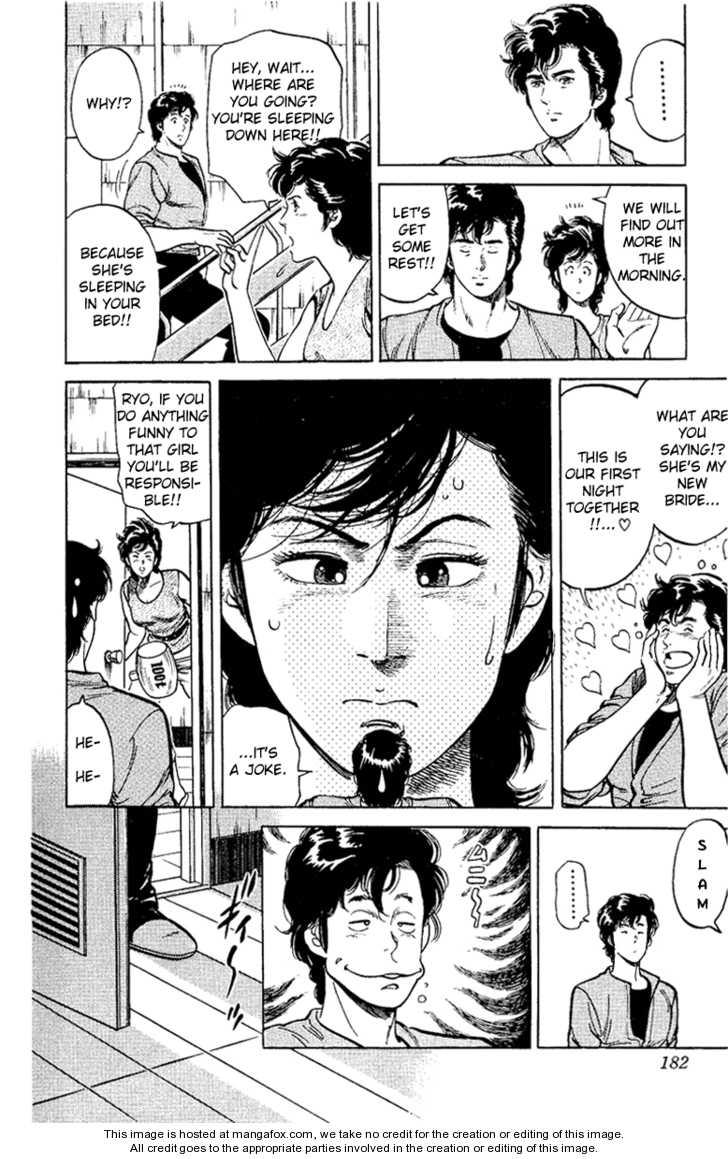 .......
WE WILL
FIND OUT
MORE IN
THE
MORNING.
LET'S
GET
SOME
REST!!
HEY, WAIT...
WHERE ARE
YOU GOING?
YOU'RE SLEEPING
DOWN HERE!!
WHY!?
BECAUSE
SHE'S
SLEEPING
IN YOUR
BED!!
WHAT ARE
YOU
SAYING!?
SHE'S MY
NEW
BRIDE...
THIS IS
OUR FIRST
NIGHT
TOGETHER
!!...♡
...IT'S
A JOKE.
RYO, IF YOU
DO ANYTHING
FUNNY TO
THAT GIRL
YOU'LL BE
RESPONSI-
BLE!!
100t
HE-
HE-
SLAM
.......
ムニ〜
ギイ〜
182
This image is hosted at mangafox.com, we take no credit for the creation or editing of this image.
All credit goes to the appropriate parties involved in the creation or editing of this image.